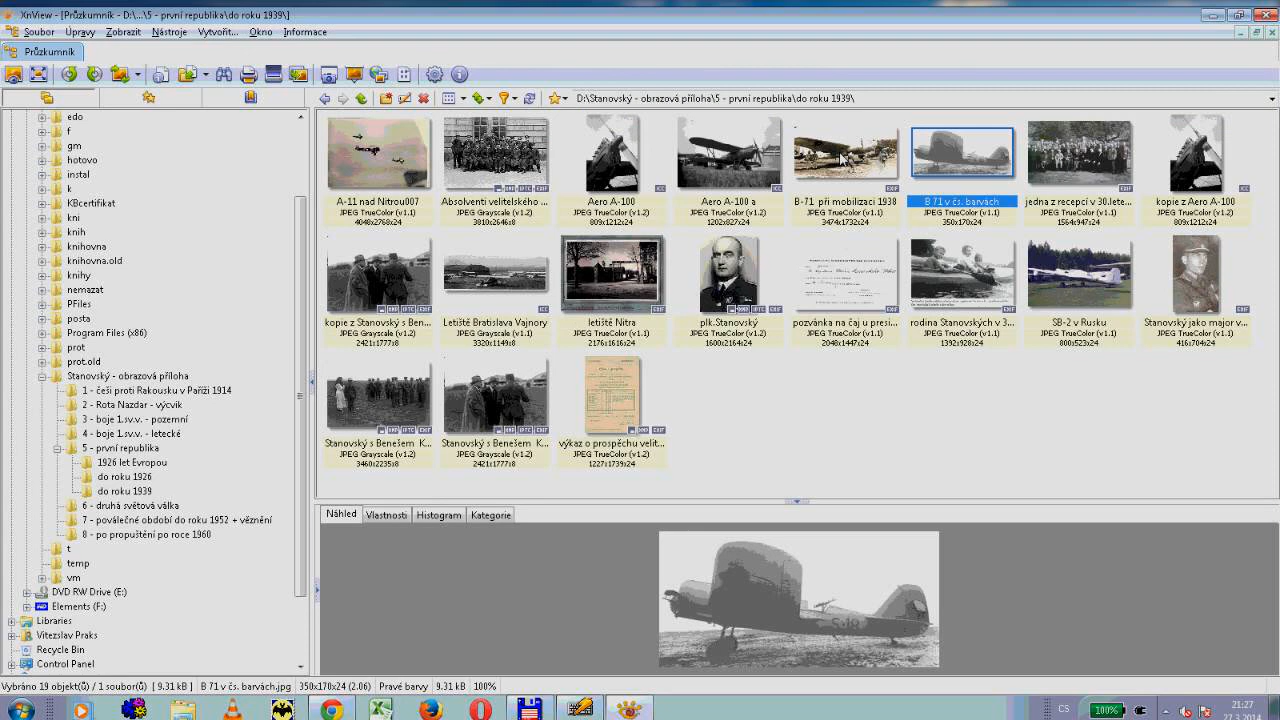 XnView - [Průzkumník - D:\...\5 - první republika\do roku 1939\]
Soubor Úpravy Zobrazit Nástroje Vytvořit... Okno Informace
Průzkumník
D:\Stanovský - obrazová příloha\5 - první republika\do roku 1939\
edo
f
gm
hotovo
instal
k
KBcertifikat
kni
knih
knihovna
knihovna.old
knihy
nemazat
PFiles
posta
Program Files (x86)
prot
prot.old
Stanovský - obrazová příloha
1 - češi proti Rakousku v Paříži 1914
2 - Rota Nazdar - výcvik
3 - boje 1.sv.v. - pozemní
4 - boje 1.sv.v. - letecké
5 - první republika
1926 let Evropou
do roku 1926
do roku 1939
6 - druhá světová válka
7 - poválečné období do roku 1952 + věznění
8 - po propuštění po roce 1960
t
temp
vm
DVD RW Drive (E:)
Elements (F:)
Libraries
Vitezslav Praks
Recycle Bin
Control Panel
A-11 nad Nitrou007 Absolventi velitelského ... Aero A-100 Aero A-100 a B-71 při mobilizaci 1938 B 71 v čs. barvách jedna z recepcí v 30.lete... kopie z Aero A-100
JPEG TrueColor (v1.1) JPEG Grayscale (v1.2) JPEG TrueColor (v1.2) JPEG TrueColor (v1.2) JPEG TrueColor (v1.1) JPEG TrueColor (v1.1) JPEG TrueColor (v1.1) JPEG TrueColor (v1.2)
4048x2768x24 3810x2646x8 809x1212x24 1202x827x24 3474x1732x24 350x170x24 1564x947x24 809x1212x24
kopie z Stanovský s Ben... Letiště Bratislava Vajnory letiště Nitra plk.Stanovský pozvánka na čaj u presi... rodina Stanovských v 3... SB-2 v Rusku Stanovský jako major v...
JPEG Grayscale (v1.2) JPEG TrueColor (v1.2) JPEG TrueColor (v1.1) JPEG TrueColor (v1.2) JPEG TrueColor (v1.1) JPEG TrueColor (v1.1) JPEG TrueColor (v1.1) JPEG TrueColor (v1.1)
2421x1777x8 3320x1149x8 2176x1616x24 1600x2164x24 2048x1447x24 1392x928x24 800x523x24 416x704x24
Stanovský s Benešem K... Stanovský s Benešem K... výkaz o prospěchu velit...
JPEG Grayscale (v1.2) JPEG Grayscale (v1.2) JPEG TrueColor (v1.2)
3460x2235x8 2421x1777x8 1227x1739x24
Náhled Vlastnosti Histogram Kategorie
S-18
Vybráno 19 objekt(ů) / 1 soubor(ů) [ 9.31 kB ] B 71 v čs. barvách.jpg 350x170x24 (2.06) Pravé barvy 9.31 kB 100%
CS 100% 21:27
27.3.2014